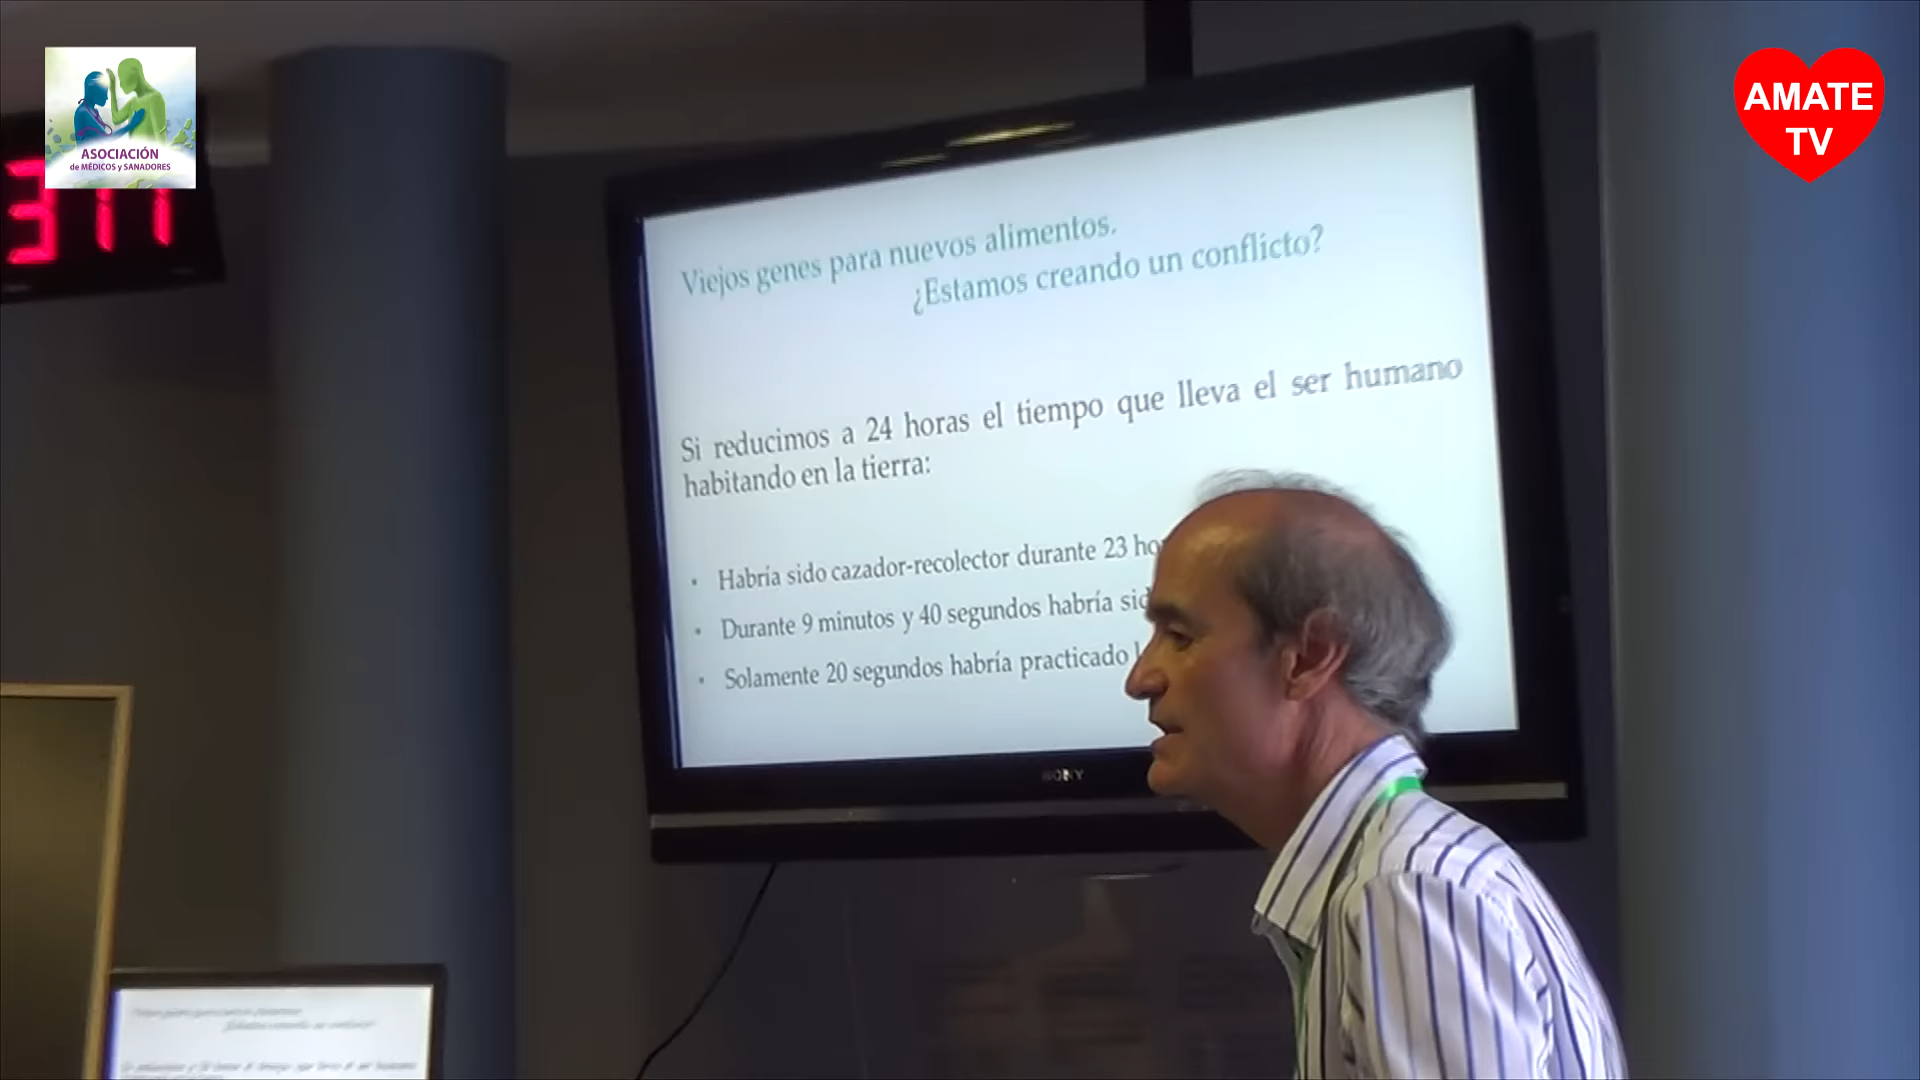 ASOCIACIÓN
de MÉDICOS y SANADORES
AMATE
TV
311
Viejos genes para nuevos alimentos.
¿Estamos creando un conflicto?
Si reducimos a 24 horas el tiempo que lleva el ser humano
habitando en la tierra:
• Habría sido cazador-recolector durante 23
• Durante 9 minutos y 40 segundos habría
• Solamente 20 segundos habría practicado
SONY